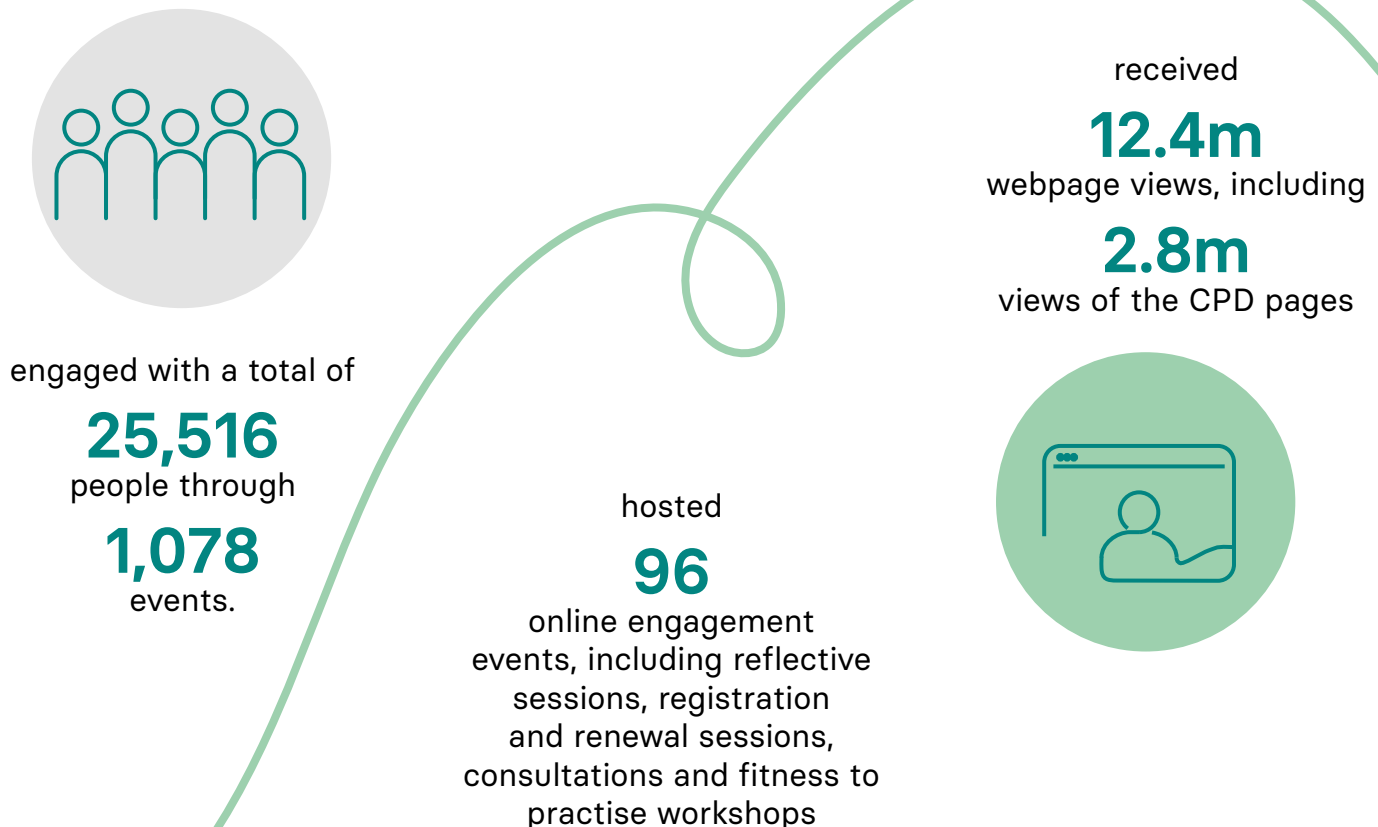 engaged with a total of
25,516
people through
1,078
events.
hosted
96
online engagement
events, including reflective
sessions, registration
and renewal sessions,
consultations and fitness to
practise workshops
received
12.4m
webpage views, including
2.8m
views of the CPD pages